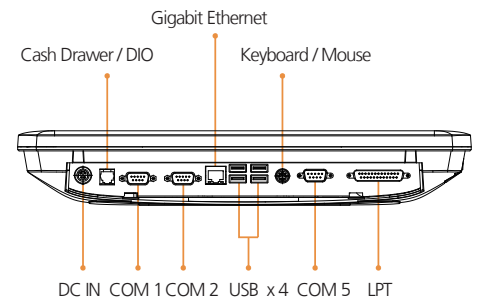 Gigabit Ethernet
Cash Drawer / DIO
Keyboard / Mouse
DC IN
COM 1
COM 2
USB x 4
COM 5
LPT